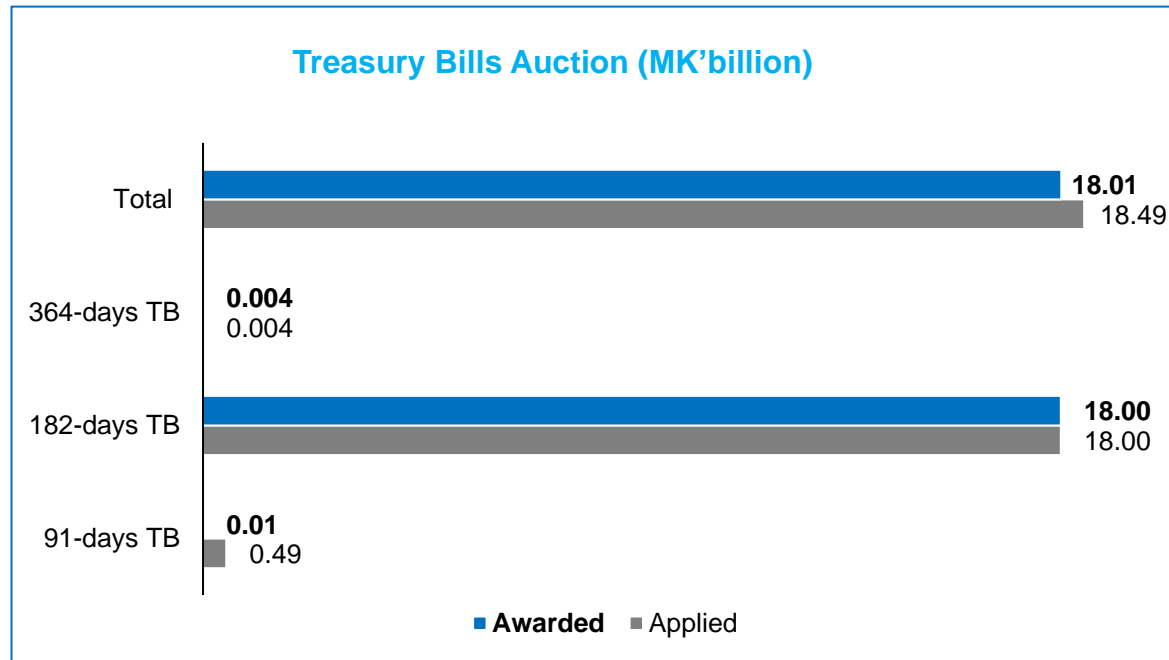 Treasury Bills Auction (MK’billion)
Total
18.01
18.49
364-days TB
0.004
0.004
182-days TB
18.00
18.00
91-days TB
0.01
0.49
Awarded Applied